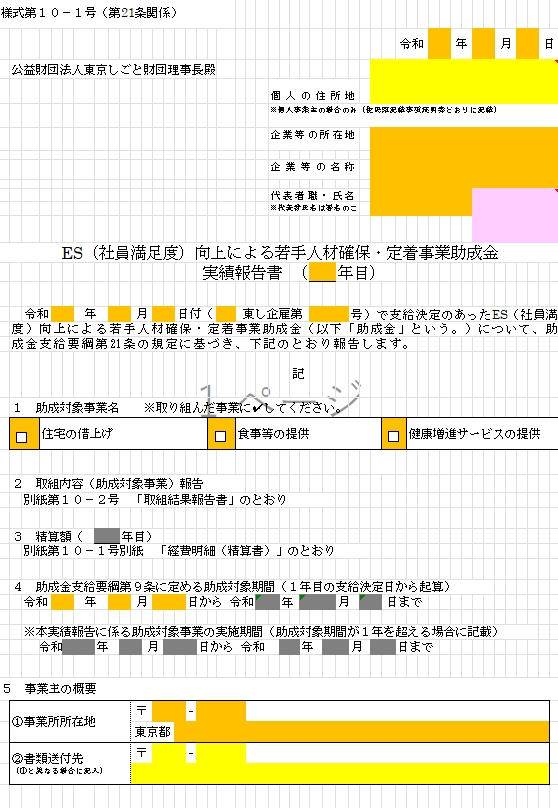 様式第10-1号（第21条関係）
令和 年 月 日
公益財団法人東京しごと財団理事長殿
個人の住所地
※個人事業主の場合のみ
企業等の所在地
企業等の名称
代表者職・氏名
※代表者氏名は署名のこ
ES（社員満足度）向上による若手人材確保・定着事業助成金
実績報告書 （ 年目）
令和 年 月 日付（ 東し企雇第 号）で支給決定のあったES（社員満
度）向上による若手人材確保・定着事業助成金（以下「助成金」という。）について、助
成金支給要綱第21条の規定に基づき、下記のとおり報告します。
記
1ページ
1 助成対象事業名 ※取り組んだ事業に✔してください。
□ 住宅の借上げ □ 食事等の提供 □ 健康増進サービスの提供
2 取組内容（助成対象事業）報告
別紙第10-2号 「取組結果報告書」のとおり
3 精算額（ 年目）
別紙第10-1号別紙 「経費明細（精算書）」のとおり
4 助成金支給要綱第9条に定める助成対象期間（1年目の支給決定日から起算）
令和 年 月 日から 令和 年 月 日まで
※本実績報告に係る助成対象事業の実施期間（助成対象期間が1年を超える場合に記載）
令和 年 月 日から 令和 年 月 日まで
5 事業主の概要
①事業所所在地
〒 -
東京都
②書類送付先
（①と異なる場合に記入）
〒 -